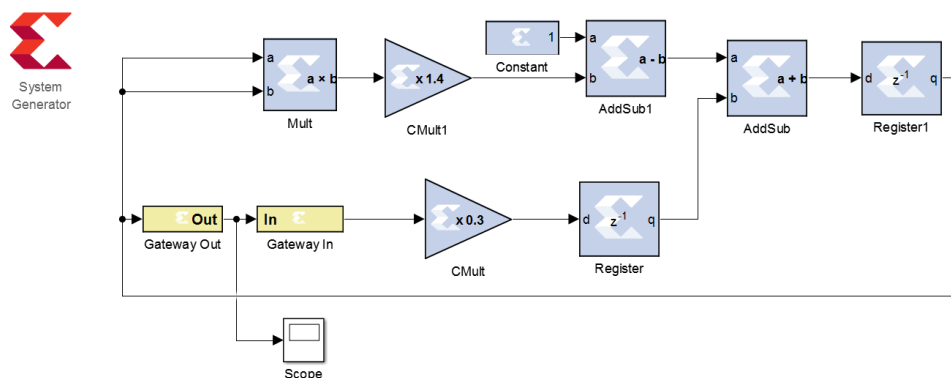 System
Generator
a
b
a × b
Mult
x 1.4
CMult1
1
Constant
a
b
a - b
AddSub1
a
b
a + b
AddSub
d
z-1
q
Register1
Out
Gateway Out
In
Gateway In
x 0.3
CMult
d
z-1
q
Register
Scope